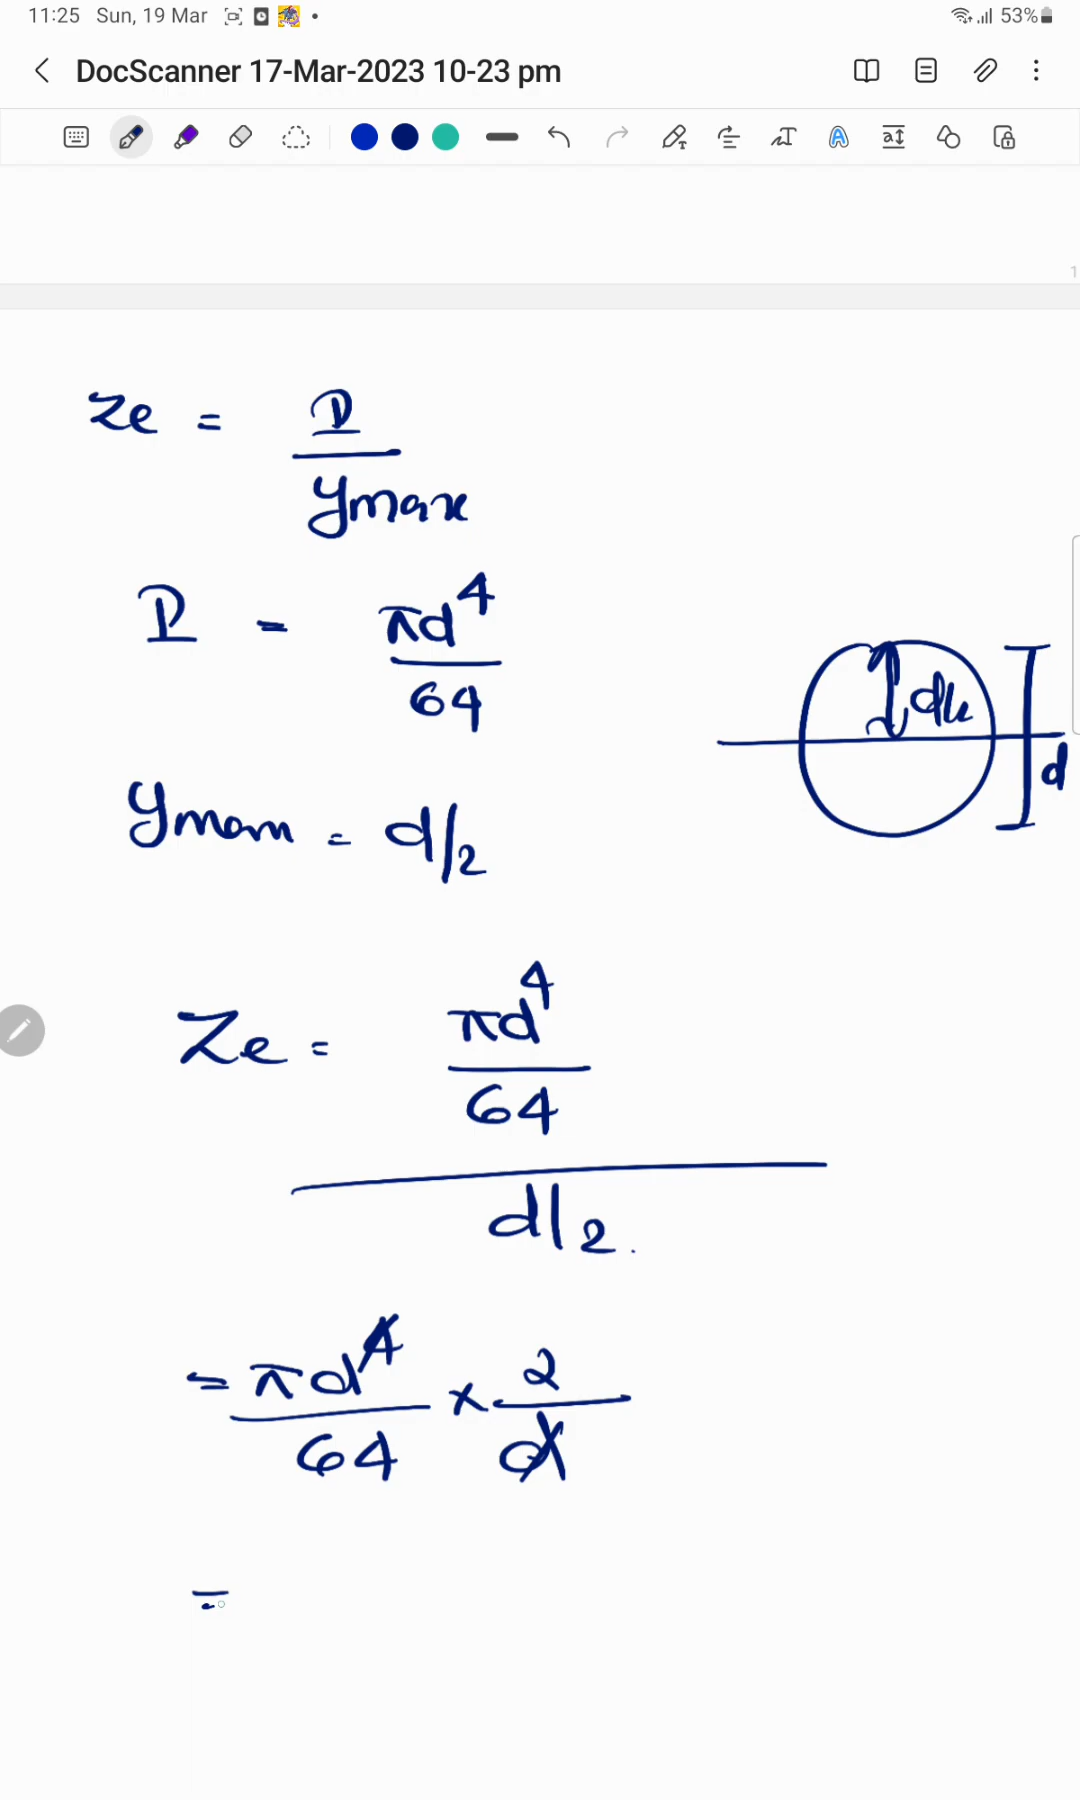 11:25 Sun, 19 Mar 53%
DocScanner 17-Mar-2023 10-23 pm
1
Ze = I / ymax
I = πd⁴ / 64
d/2
d
ymax = d/2
Ze = πd⁴ / 64 / d/2.
= πd⁴ / 64 × 2 / d
=